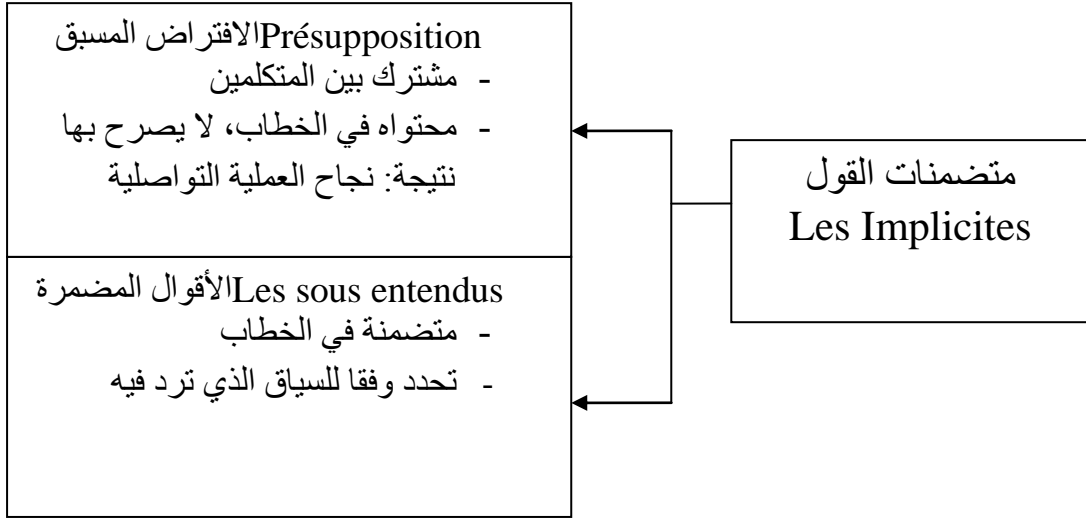 متضمنات القول
Les Implicites
Présuppositionالافتراض المسبق
- مشترك بين المتكلمين
- محتواه في الخطاب، لا يصرح بها
نتيجة: نجاح العملية التواصلية
Les sous entendusالأقوال المضمرة
- متضمنة في الخطاب
- تحدد وفقا للسياق الذي ترد فيه